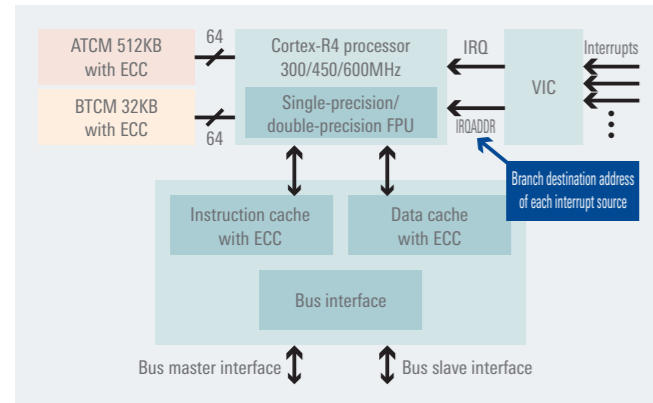 ATCM 512KB
with ECC
64
Cortex-R4 processor
300/450/600MHz
IRQ
VIC
Interrupts
BTCM 32KB
with ECC
64
Single-precision/
double-precision FPU
IRQADDR
Branch destination address
of each interrupt source
Instruction cache
with ECC
Data cache
with ECC
Bus interface
Bus master interface
Bus slave interface